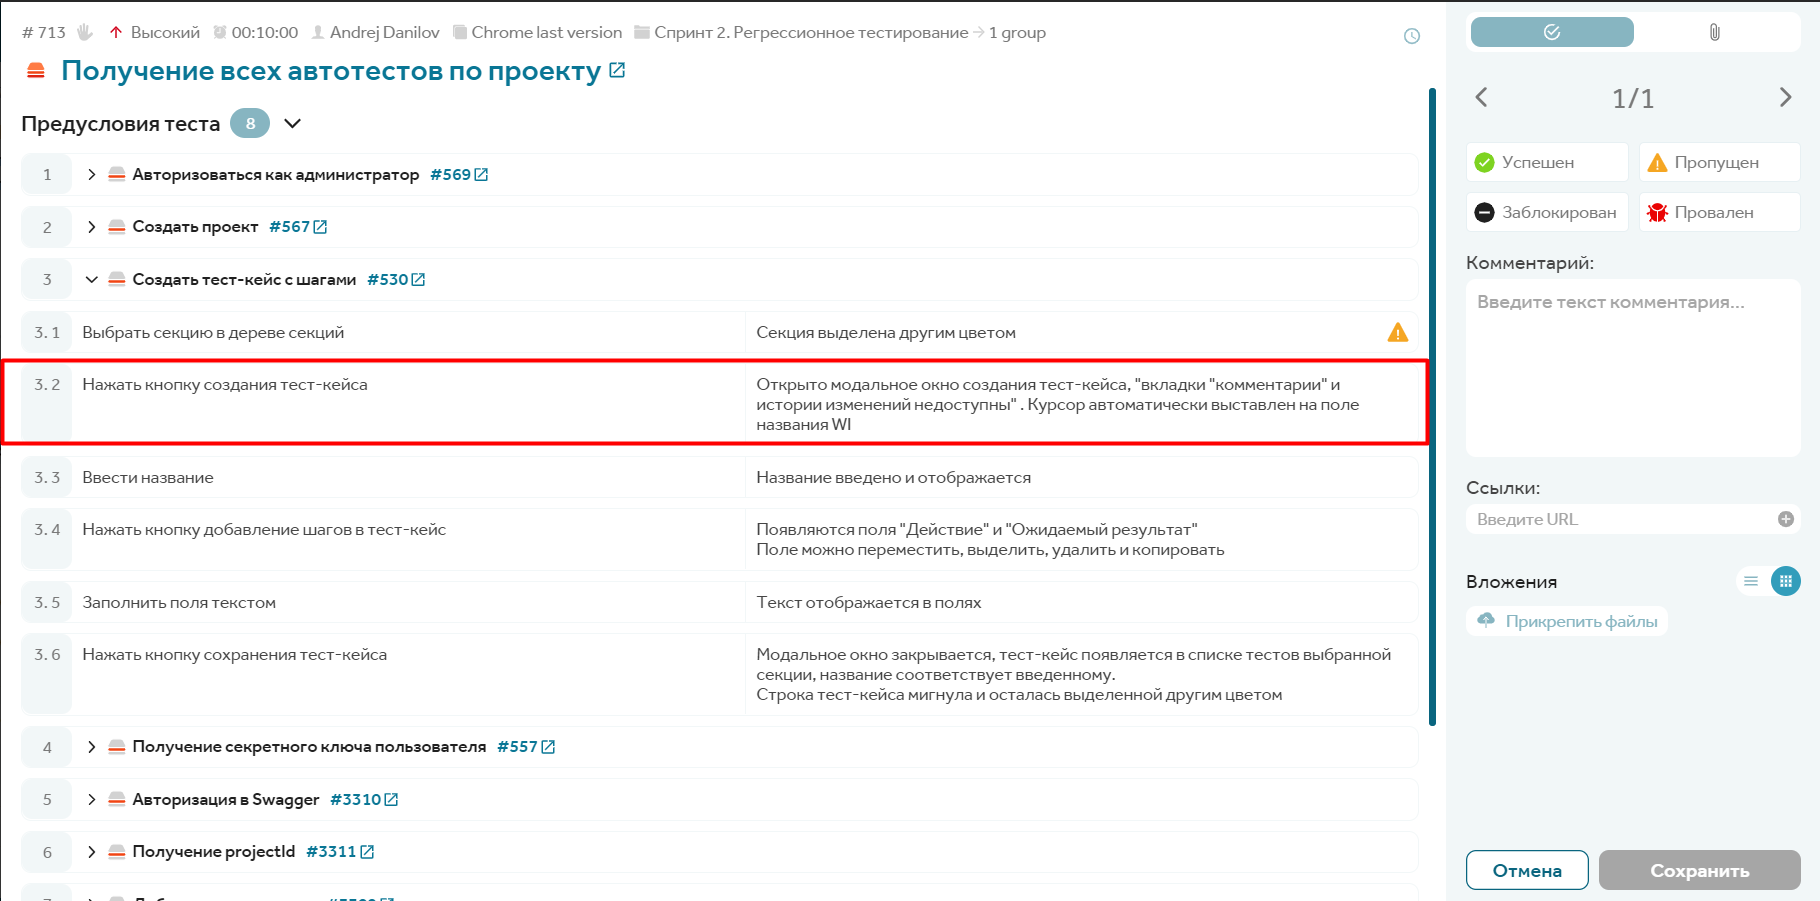 # 713 Высокий 00:10:00 Andrej Danilov Chrome last version Спринт 2. Регрессионное тестирование 1 group
Получение всех автотестов по проекту
Предусловия теста 8
1 Авторизоваться как администратор #569
2 Создать проект #567
3 Создать тест-кейс с шагами #530
3. 1 Выбрать секцию в дереве секций Секция выделена другим цветом
3. 2 Нажать кнопку создания тест-кейса Открыто модальное окно создания тест-кейса, "вкладки "комментарии" и
истории изменений недоступны" . Курсор автоматически выставлен на поле
названия WI
3. 3 Ввести название Название введено и отображается
3. 4 Нажать кнопку добавление шагов в тест-кейс Появляются поля "Действие" и "Ожидаемый результат"
Поле можно переместить, выделить, удалить и копировать
3. 5 Заполнить поля текстом Текст отображается в полях
3. 6 Нажать кнопку сохранения тест-кейса Модальное окно закрывается, тест-кейс появляется в списке тестов выбранной
секции, название соответствует введенному.
Строка тест-кейса мигнула и осталась выделенной другим цветом
4 Получение секретного ключа пользователя #557
5 Авторизация в Swagger #3310
6 Получение projectId #3311
1/1
Успешен Пропущен
Заблокирован Провален
Комментарий:
Введите текст комментария...
Ссылки:
Введите URL
Вложения
Прикрепить файлы
Отмена Сохранить